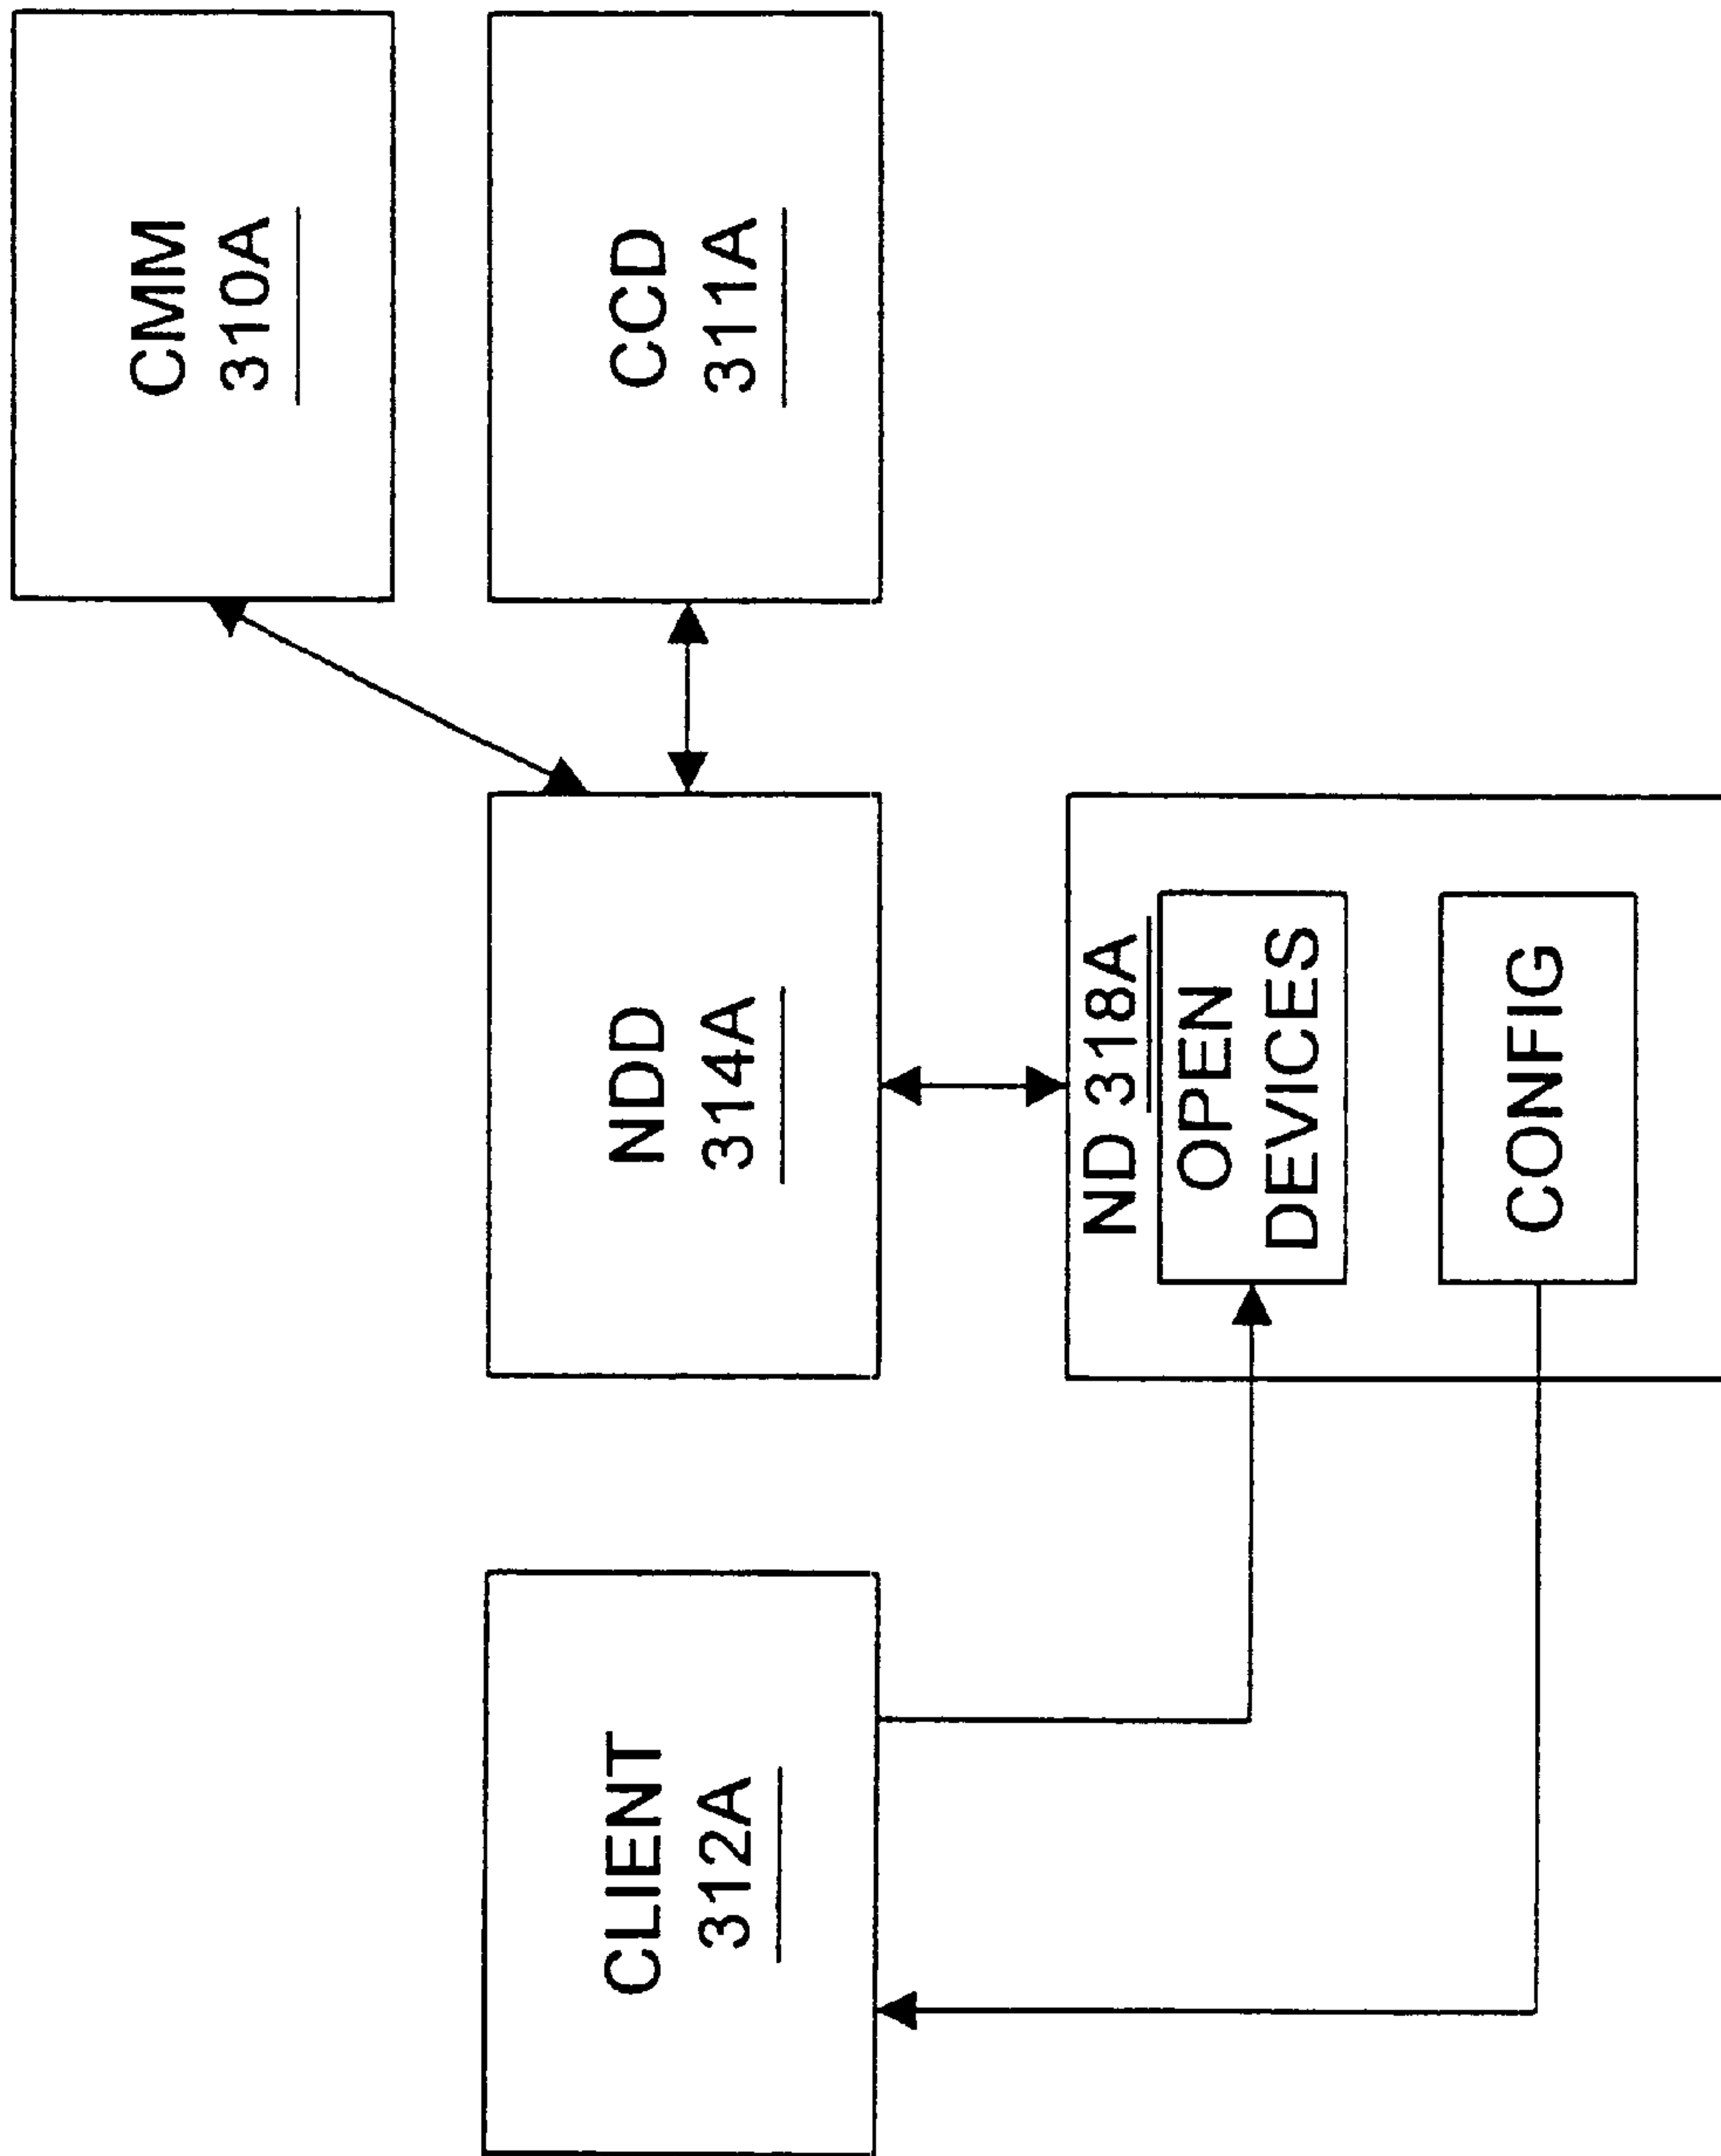 CMM
310A
CCD
311A
NDD
314A
ND 318A
OPEN
DEVICES
CONFIG
CLIENT
312A